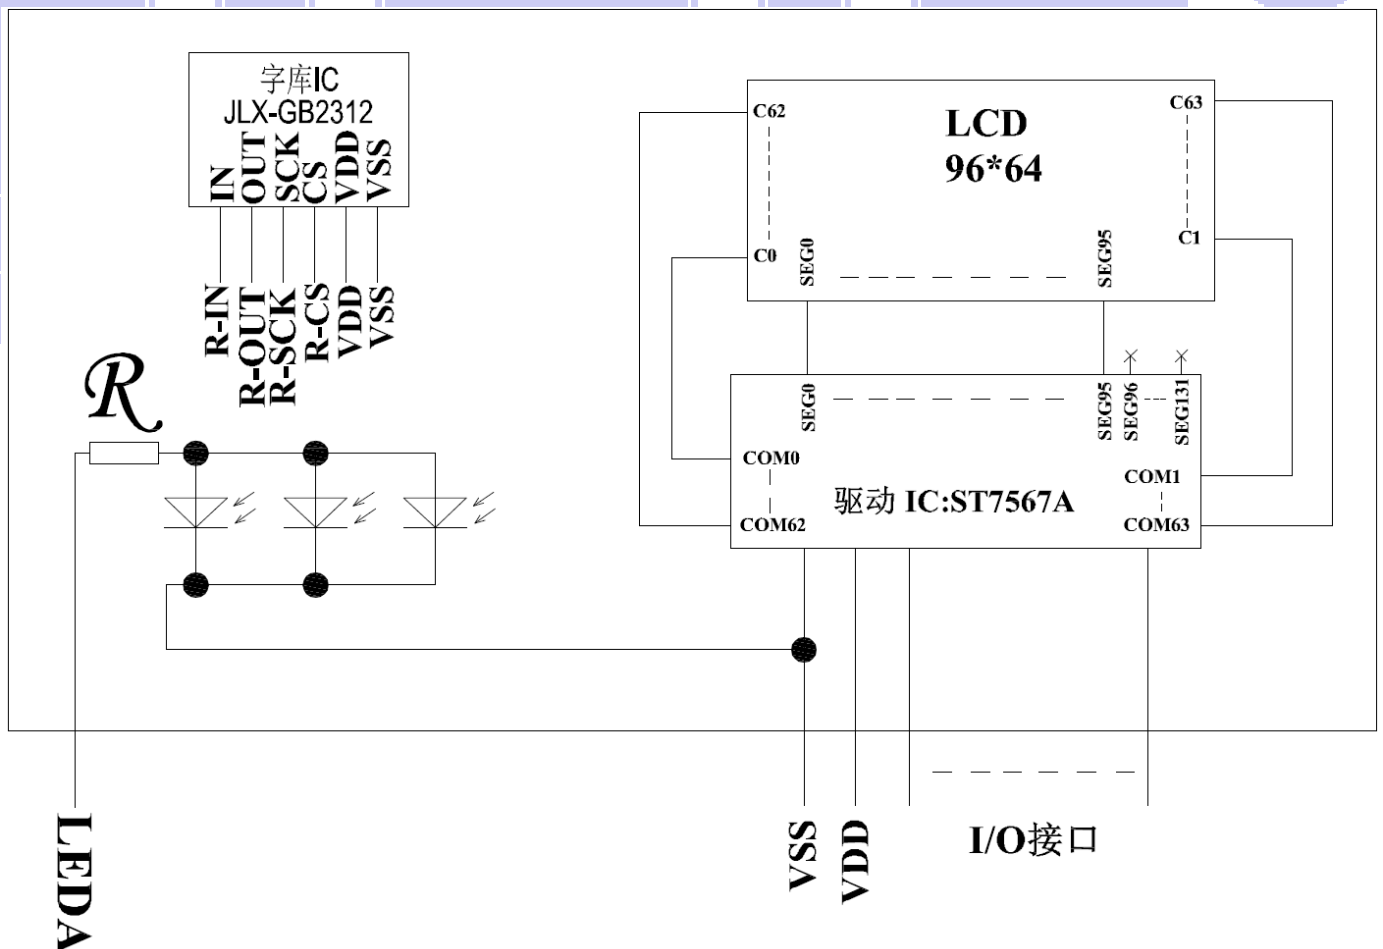 字库IC
JLX-GB2312
IN
OUT
SCK
CS
VDD
VSS
R-IN
R-OUT
R-SCK
R-CS
VDD
VSS
R
C62
C0
LCD
96*64
C63
C1
SEG0
SEG95
SEG0
SEG95
SEG96
SEG131
COM0
COM62
驱动 IC:ST7567A
COM1
COM63
LEDA
VSS
VDD
I/O接口